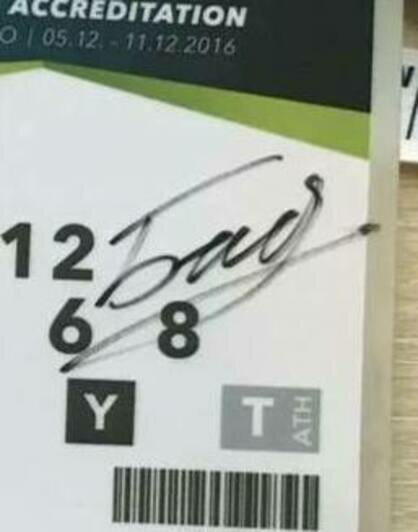 ACCREDITATION
O | 05.12. - 11.12.2016
12
6 8
Y T ATH